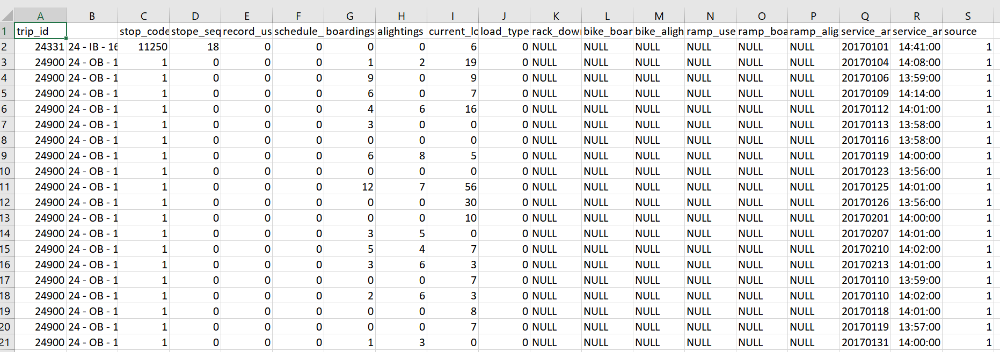 A B C D E F G H I J K L M N O P Q R S
1 trip_id stop_code stope_seq record_us schedule_ boardings alightings current_lo load_type rack_down bike_boar bike_aligh ramp_use ramp_boa ramp_alig service_ar service_ar source
2 24331 24 - IB - 16 11250 18 0 0 0 0 6 0 NULL NULL NULL NULL NULL NULL 20170101 14:41:00 1
3 24900 24 - OB - 1 1 0 0 0 1 2 19 0 NULL NULL NULL NULL NULL NULL 20170104 14:08:00 1
4 24900 24 - OB - 1 1 0 0 0 9 0 9 0 NULL NULL NULL NULL NULL NULL 20170106 13:59:00 1
5 24900 24 - OB - 1 1 0 0 0 6 0 7 0 NULL NULL NULL NULL NULL NULL 20170109 14:14:00 1
6 24900 24 - OB - 1 1 0 0 0 4 6 16 0 NULL NULL NULL NULL NULL NULL 20170112 14:01:00 1
7 24900 24 - OB - 1 1 0 0 0 3 0 0 0 NULL NULL NULL NULL NULL NULL 20170113 13:58:00 1
8 24900 24 - OB - 1 1 0 0 0 0 0 0 0 NULL NULL NULL NULL NULL NULL 20170116 13:58:00 1
9 24900 24 - OB - 1 1 0 0 0 6 8 5 0 NULL NULL NULL NULL NULL NULL 20170119 14:00:00 1
10 24900 24 - OB - 1 1 0 0 0 0 0 0 0 NULL NULL NULL NULL NULL NULL 20170123 13:56:00 1
11 24900 24 - OB - 1 1 0 0 0 12 7 56 0 NULL NULL NULL NULL NULL NULL 20170125 14:01:00 1
12 24900 24 - OB - 1 1 0 0 0 0 0 30 0 NULL NULL NULL NULL NULL NULL 20170126 13:56:00 1
13 24900 24 - OB - 1 1 0 0 0 0 0 10 0 NULL NULL NULL NULL NULL NULL 20170201 14:00:00 1
14 24900 24 - OB - 1 1 0 0 0 3 5 0 0 NULL NULL NULL NULL NULL NULL 20170207 14:01:00 1
15 24900 24 - OB - 1 1 0 0 0 5 4 7 0 NULL NULL NULL NULL NULL NULL 20170210 14:02:00 1
16 24900 24 - OB - 1 1 0 0 0 3 6 3 0 NULL NULL NULL NULL NULL NULL 20170213 14:01:00 1
17 24900 24 - OB - 1 1 0 0 0 0 0 7 0 NULL NULL NULL NULL NULL NULL 20170110 13:59:00 1
18 24900 24 - OB - 1 1 0 0 0 2 6 3 0 NULL NULL NULL NULL NULL NULL 20170110 14:02:00 1
19 24900 24 - OB - 1 1 0 0 0 0 0 8 0 NULL NULL NULL NULL NULL NULL 20170118 14:01:00 1
20 24900 24 - OB - 1 1 0 0 0 0 0 7 0 NULL NULL NULL NULL NULL NULL 20170119 13:57:00 1
21 24900 24 - OB - 1 1 0 0 0 1 3 0 0 NULL NULL NULL NULL NULL NULL 20170131 14:00:00 1